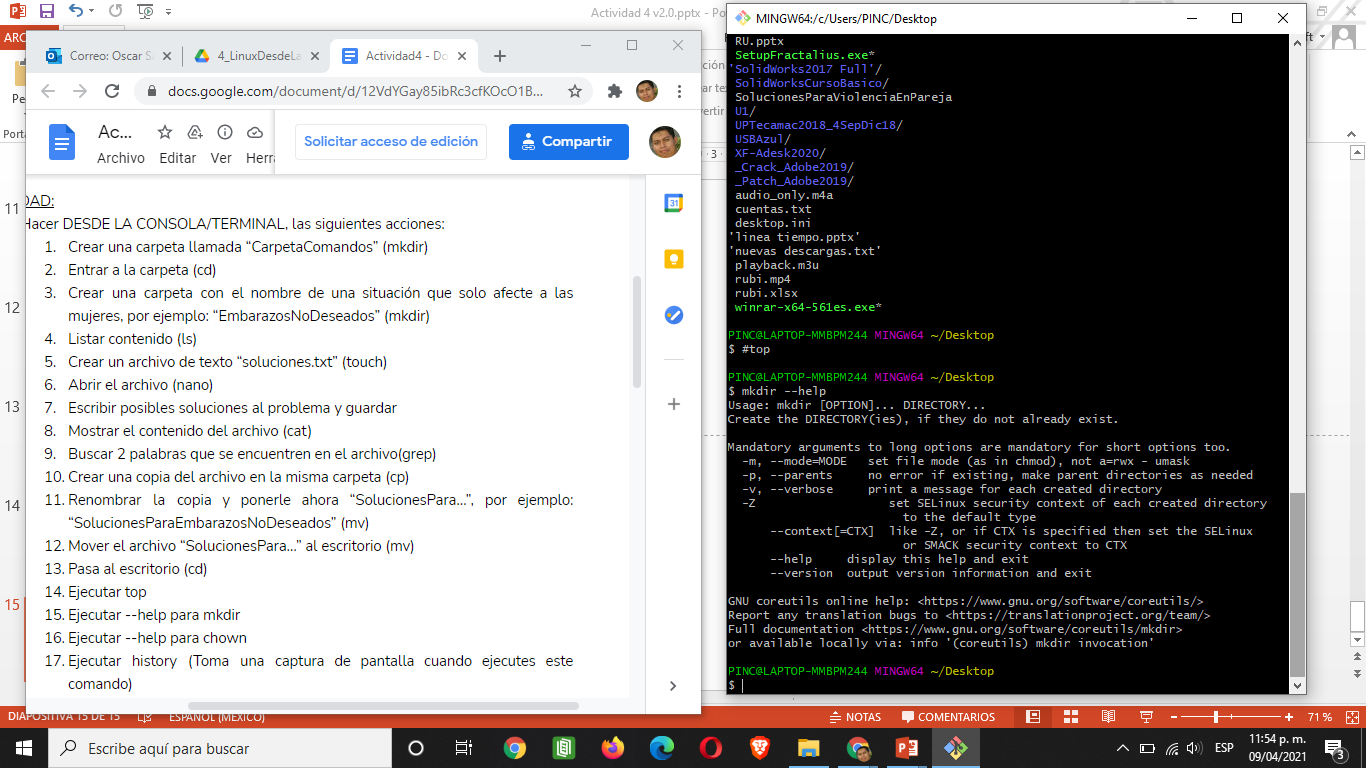 Actividad 4 v2.0.pptx - Po
ARC
Pe
Porta
ft
11
12
13
14
15
Correo: Oscar S
4_LinuxDesdeLa
Actividad4 - Do
docs.google.com/document/d/12VdYGay85ibRc3cfKOcO1B...
Ac...
Archivo Editar Ver Herra
Solicitar acceso de edición
Compartir
DAD:
Hacer DESDE LA CONSOLA/TERMINAL, las siguientes acciones:
1. Crear una carpeta llamada “CarpetaComandos” (mkdir)
2. Entrar a la carpeta (cd)
3. Crear una carpeta con el nombre de una situación que solo afecte a las
mujeres, por ejemplo: “EmbarazosNoDeseados” (mkdir)
4. Listar contenido (ls)
5. Crear un archivo de texto “soluciones.txt” (touch)
6. Abrir el archivo (nano)
7. Escribir posibles soluciones al problema y guardar
8. Mostrar el contenido del archivo (cat)
9. Buscar 2 palabras que se encuentren en el archivo(grep)
10. Crear una copia del archivo en la misma carpeta (cp)
11. Renombrar la copia y ponerle ahora “SolucionesPara...”, por ejemplo:
“SolucionesParaEmbarazosNoDeseados” (mv)
12. Mover el archivo “SolucionesPara...” al escritorio (mv)
13. Pasa al escritorio (cd)
14. Ejecutar top
15. Ejecutar --help para mkdir
16. Ejecutar --help para chown
17. Ejecutar history (Toma una captura de pantalla cuando ejecutes este
comando)
MINGW64:/c/Users/PINC/Desktop
RU.pptx
SetupFractalius.exe*
'SolidWorks2017 Full'/
SolidWorksCursoBasico/
SolucionesParaViolenciaEnPareja
U1/
UPTecamac2018_4SepDic18/
USBAzul/
XF-Adesk2020/
_Crack_Adobe2019/
_Patch_Adobe2019/
audio_only.m4a
cuentas.txt
desktop.ini
'linea tiempo.pptx'
'nuevas descargas.txt'
playback.m3u
rubi.mp4
rubi.xlsx
winrar-x64-561es.exe*
PINC@LAPTOP-MMBPM244 MINGW64 ~/Desktop
$ #top
PINC@LAPTOP-MMBPM244 MINGW64 ~/Desktop
$ mkdir --help
Usage: mkdir [OPTION]... DIRECTORY...
Create the DIRECTORY(ies), if they do not already exist.
Mandatory arguments to long options are mandatory for short options too.
-m, --mode=MODE set file mode (as in chmod), not a=rwx - umask
-p, --parents no error if existing, make parent directories as needed
-v, --verbose print a message for each created directory
-Z set SELinux security context of each created directory
to the default type
--context[=CTX] like -Z, or if CTX is specified then set the SELinux
or SMACK security context to CTX
--help display this help and exit
--version output version information and exit
GNU coreutils online help: <https://www.gnu.org/software/coreutils/>
Report any translation bugs to <https://translationproject.org/team/>
Full documentation <https://www.gnu.org/software/coreutils/mkdir>
or available locally via: info '(coreutils) mkdir invocation'
PINC@LAPTOP-MMBPM244 MINGW64 ~/Desktop
$
DIAPOSITIVA 15 DE 15 ESPAÑOL (MÉXICO) NOTAS COMENTARIOS 71 %
Escribe aquí para buscar
ESP
11:54 p. m.
09/04/2021
3